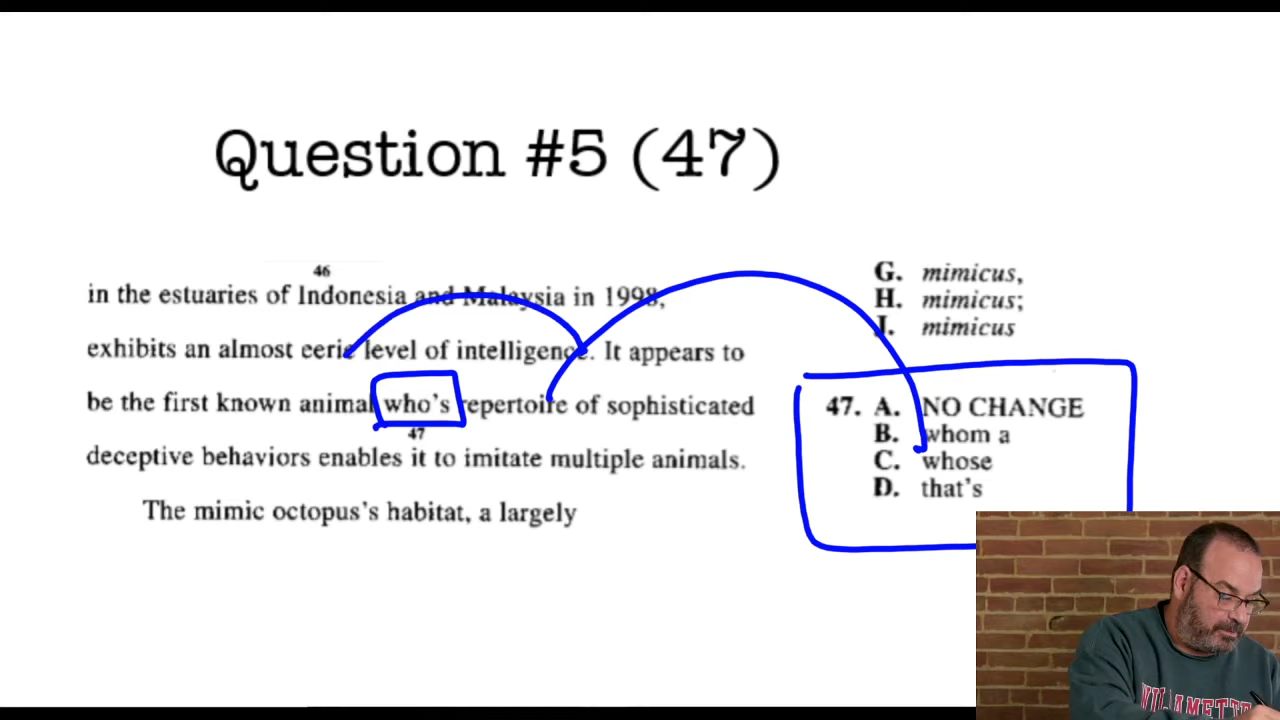 Question #5 (47)
46
in the estuaries of Indonesia and Malaysia in 1998,
exhibits an almost eerie level of intelligence. It appears to
be the first known animal who's repertoire of sophisticated
47
deceptive behaviors enables it to imitate multiple animals.
The mimic octopus's habitat, a largely
G. mimicus,
H. mimicus;
J. mimicus
47. A. NO CHANGE
B. whom a
C. whose
D. that's
WILLAMETTE